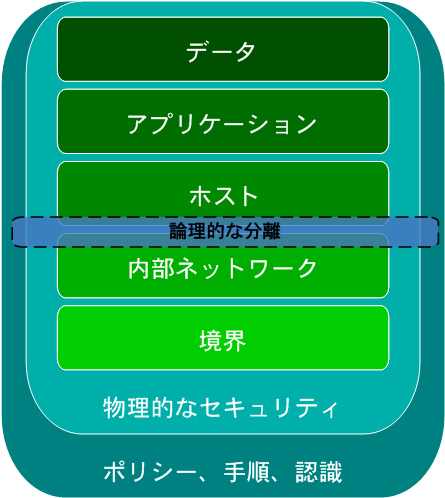 データ
アプリケーション
ホスト
論理的な分離
内部ネットワーク
境界
物理的なセキュリティ
ポリシー、手順、認識